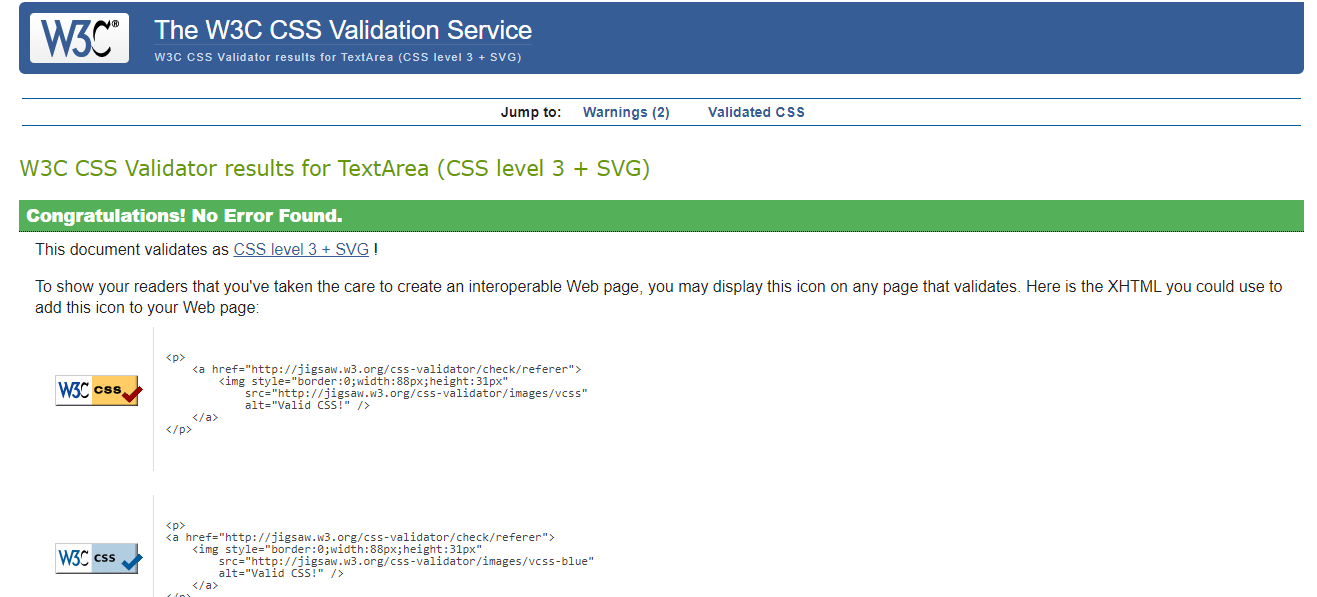 W3C®
The W3C CSS Validation Service
W3C CSS Validator results for TextArea (CSS level 3 + SVG)
Jump to: Warnings (2) Validated CSS
W3C CSS Validator results for TextArea (CSS level 3 + SVG)
Congratulations! No Error Found.
This document validates as CSS level 3 + SVG !
To show your readers that you've taken the care to create an interoperable Web page, you may display this icon on any page that validates. Here is the XHTML you could use to
add this icon to your Web page:
W3C css
<p>
<a href="http://jigsaw.w3.org/css-validator/check/referer">
<img style="border:0;width:88px;height:31px"
src="http://jigsaw.w3.org/css-validator/images/vcss"
alt="Valid CSS!" />
</a>
</p>
W3C css
<p>
<a href="http://jigsaw.w3.org/css-validator/check/referer">
<img style="border:0;width:88px;height:31px"
src="http://jigsaw.w3.org/css-validator/images/vcss-blue"
alt="Valid CSS!" />
</a>
</p>